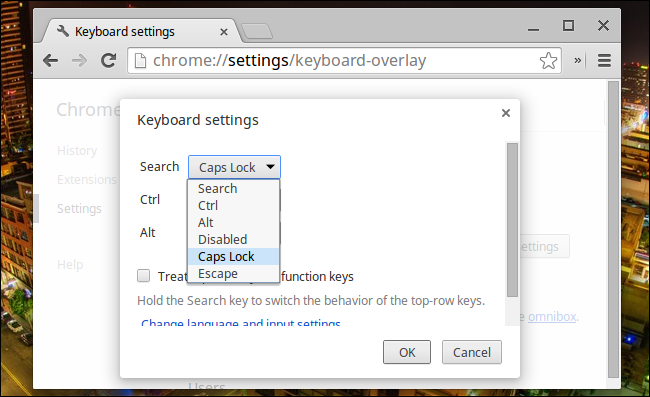 Keyboard settings
chrome://settings/keyboard-overlay
»
Chrome
History
Extensions
Settings
Help
Keyboard settings
Search Caps Lock
Search
Ctrl
Alt
Disabled
Caps Lock
Escape
Ctrl
Alt
Treat function keys
Hold the Search key to switch the behavior of the top-row keys.
Change language and input settings
OK Cancel
ettings
omnibox.
Users